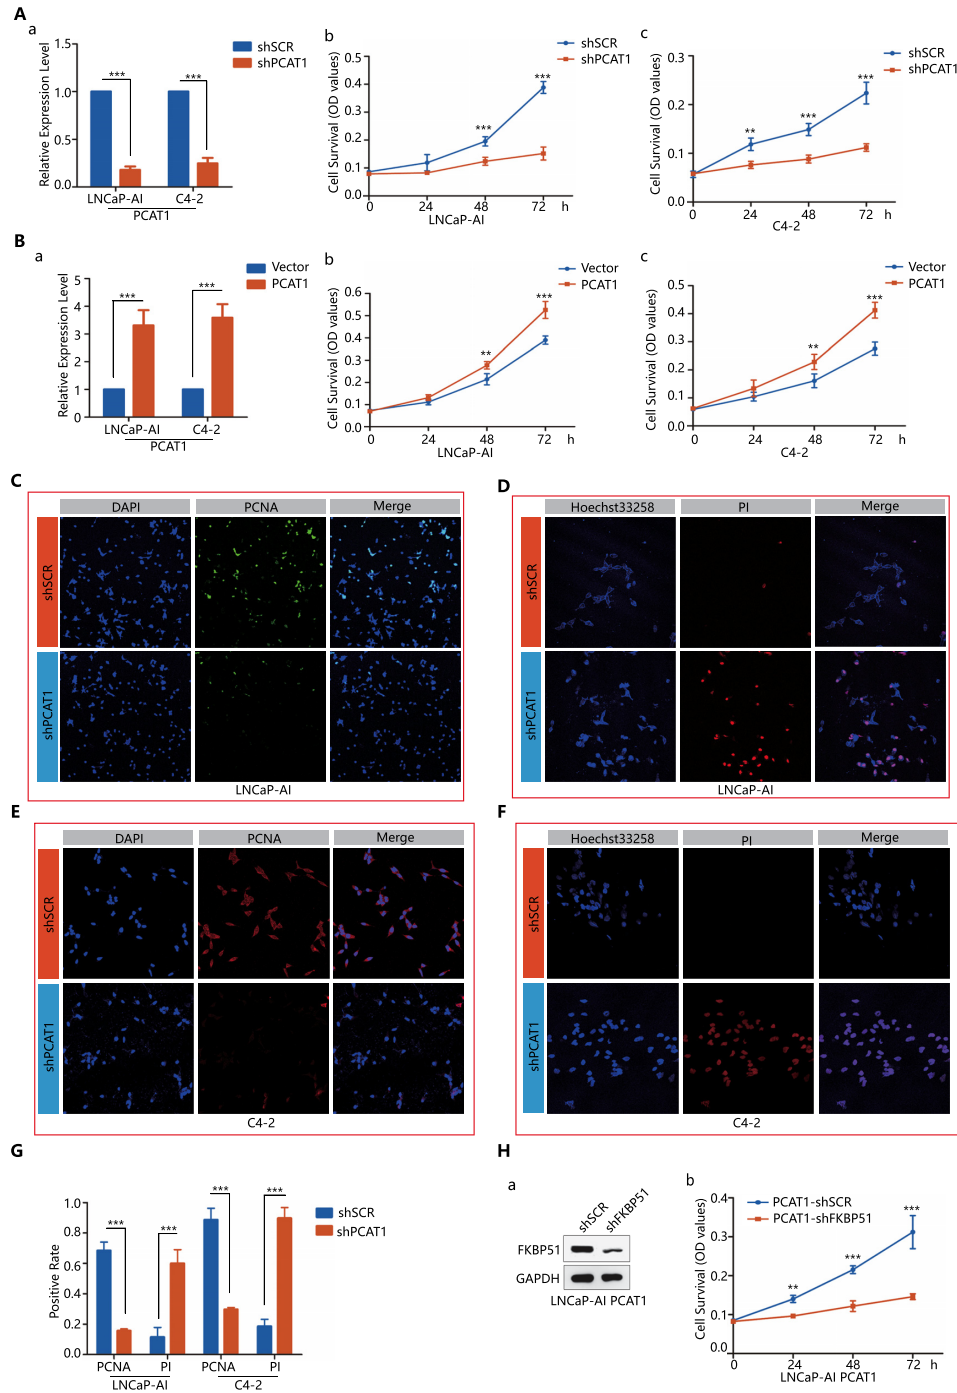 A
a
1.5
1.0
0.5
0.0
Relative Expression Level
***
***
shSCR
shPCAT1
LNCaP-AI
C4-2
PCAT1
b
0.5
0.4
0.3
0.2
0.1
0.0
Cell Survival (OD values)
***
***
shSCR
shPCAT1
0 24 48 72 h
LNCaP-AI
c
0.3
0.2
0.1
0.0
Cell Survival (OD values)
**
***
***
shSCR
shPCAT1
0 24 48 72 h
C4-2
B
a
5
4
3
2
1
0
Relative Expression Level
***
***
Vector
PCAT1
LNCaP-AI
C4-2
PCAT1
b
0.6
0.5
0.4
0.3
0.2
0.1
0.0
Cell Survival (OD values)
**
***
Vector
PCAT1
0 24 48 72 h
LNCaP-AI
c
0.5
0.4
0.3
0.2
0.1
0.0
Cell Survival (OD values)
**
***
Vector
PCAT1
0 24 48 72 h
C4-2
C
DAPI PCNA Merge
shSCR
shPCAT1
LNCaP-AI
D
Hoechst33258 PI Merge
shSCR
shPCAT1
LNCaP-AI
E
DAPI PCNA Merge
shSCR
shPCAT1
C4-2
F
Hoechst33258 PI Merge
shSCR
shPCAT1
C4-2
G
1.0
0.8
0.6
0.4
0.2
0.0
Positive Rate
***
***
***
***
shSCR
shPCAT1
PCNA PI PCNA PI
LNCaP-AI C4-2
H
a
shSCR
shFKBP51
FKBP51
GAPDH
LNCaP-AI PCAT1
b
0.4
0.3
0.2
0.1
0.0
Cell Survival (OD values)
**
***
***
PCAT1-shSCR
PCAT1-shFKBP51
0 24 48 72 h
LNCaP-AI PCAT1